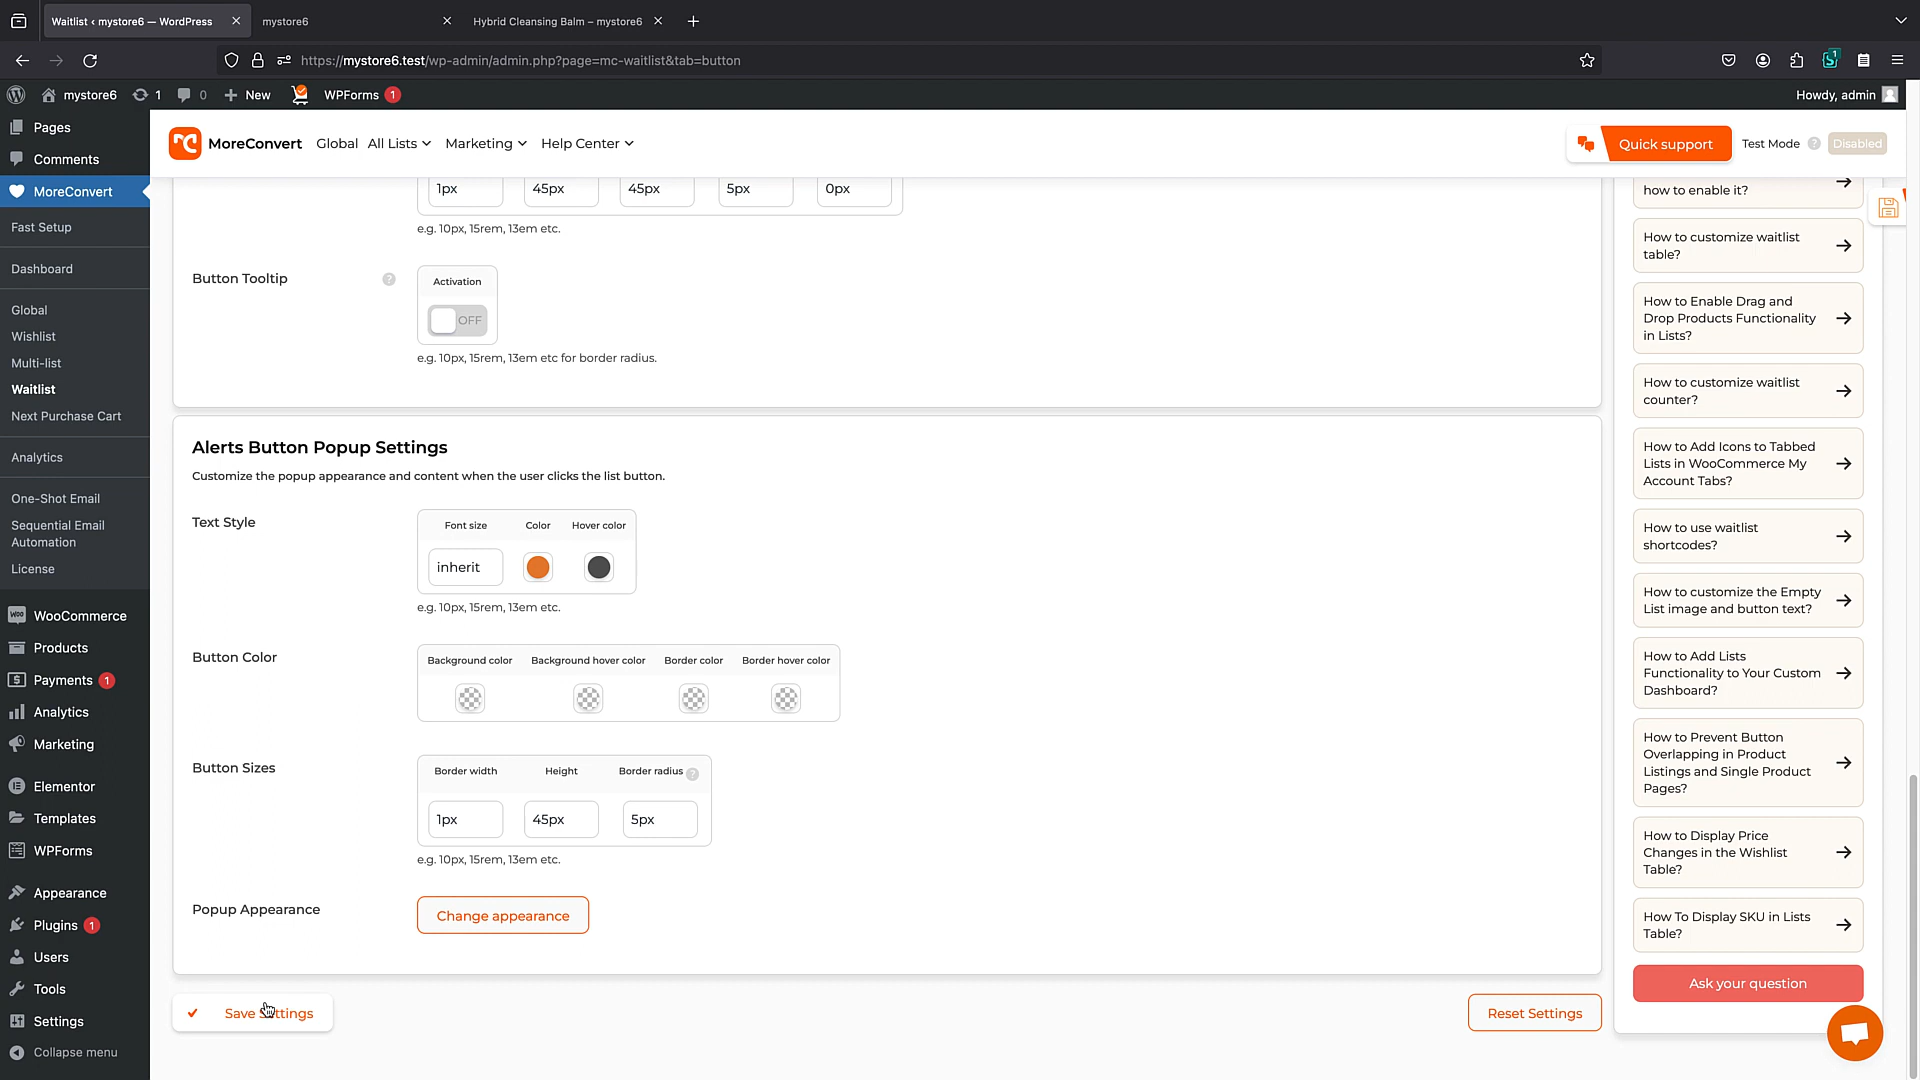 Waitlist ‹ mystore6 — WordPress
mystore6
Hybrid Cleansing Balm – mystore6
https://mystore6.test/wp-admin/admin.php?page=mc-waitlist&tab=button
1
mystore6
1
0
New
WPForms 1
Howdy, admin
Pages
Comments
MoreConvert
Fast Setup
Dashboard
Global
Wishlist
Multi-list
Waitlist
Next Purchase Cart
Analytics
One-Shot Email
Sequential Email
Automation
License
WooCommerce
Products
Payments 1
Analytics
Marketing
Elementor
Templates
WPForms
Appearance
Plugins 1
Users
Tools
Settings
Collapse menu
MoreConvert
Global
All Lists
Marketing
Help Center
Quick support
Test Mode
Disabled
1px
45px
45px
5px
0px
e.g. 10px, 15rem, 13em etc.
Button Tooltip
Activation
OFF
e.g. 10px, 15rem, 13em etc for border radius.
Alerts Button Popup Settings
Customize the popup appearance and content when the user clicks the list button.
Text Style
Font size
Color
Hover color
inherit
e.g. 10px, 15rem, 13em etc.
Button Color
Background color
Background hover color
Border color
Border hover color
Button Sizes
Border width
Height
Border radius
1px
45px
5px
e.g. 10px, 15rem, 13em etc.
Popup Appearance
Change appearance
Save Settings
Reset Settings
how to enable it?
How to customize waitlist
table?
How to Enable Drag and
Drop Products Functionality
in Lists?
How to customize waitlist
counter?
How to Add Icons to Tabbed
Lists in WooCommerce My
Account Tabs?
How to use waitlist
shortcodes?
How to customize the Empty
List image and button text?
How to Add Lists
Functionality to Your Custom
Dashboard?
How to Prevent Button
Overlapping in Product
Listings and Single Product
Pages?
How to Display Price
Changes in the Wishlist
Table?
How To Display SKU in Lists
Table?
Ask your question